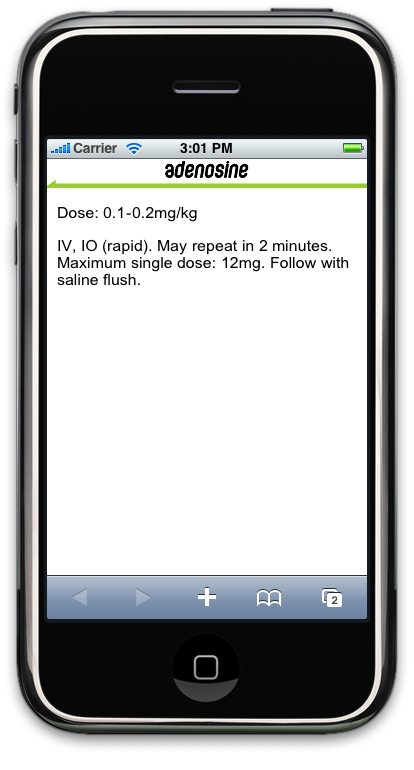 Carrier 3:01 PM
adenosine
Dose: 0.1-0.2mg/kg
IV, IO (rapid). May repeat in 2 minutes.
Maximum single dose: 12mg. Follow with
saline flush.
2